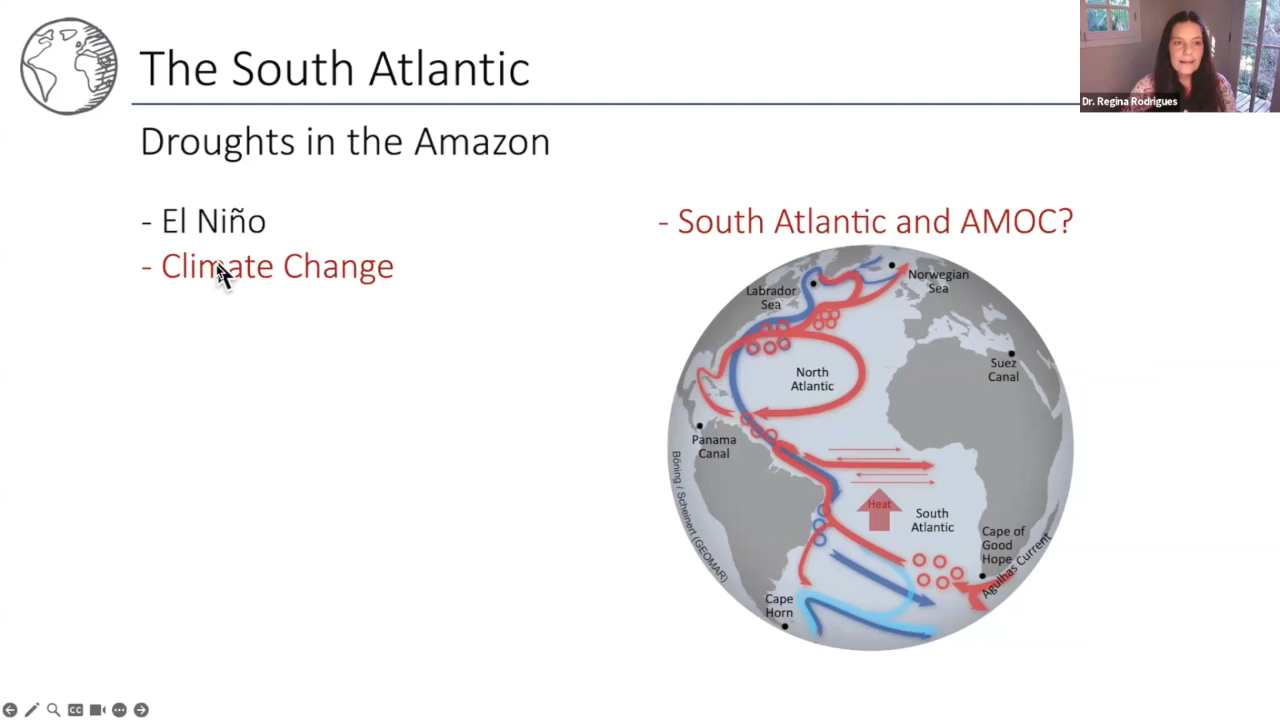 The South Atlantic
Dr. Regina Rodrigues
Droughts in the Amazon
- El Niño
- Climate Change
- South Atlantic and AMOC?
Labrador
Sea
Norwegian
Sea
North
Atlantic
Suez
Canal
Panama
Canal
Heat
South
Atlantic
Cape of
Good
Hope
Agulhas Current
Cape
Horn
Böning / Scheinert (GEOMAR)
CC